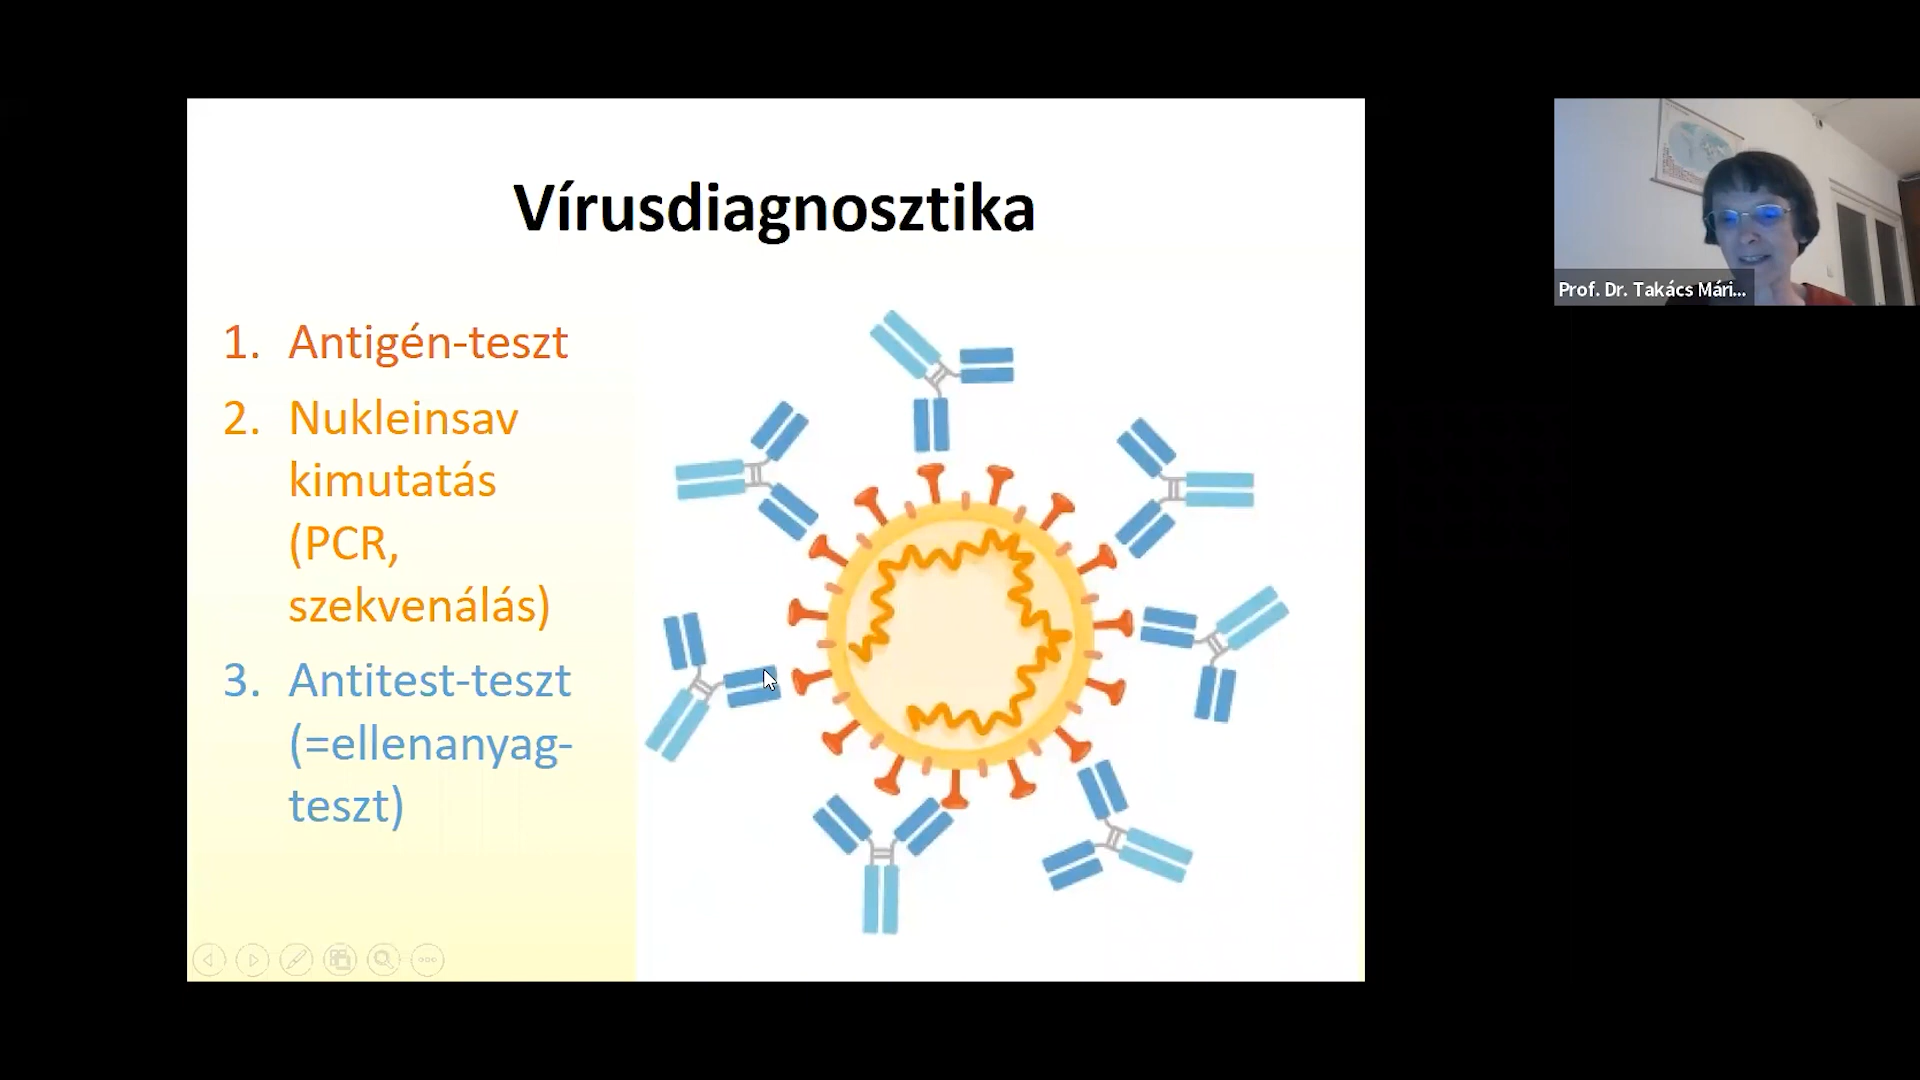 Vírusdiagnosztika
1. Antigén-teszt
2. Nukleinsav
kimutatás
(PCR,
szekvenálás)
3. Antitest-teszt
(=ellenanyag-
teszt)
Prof. Dr. Takács Mári...